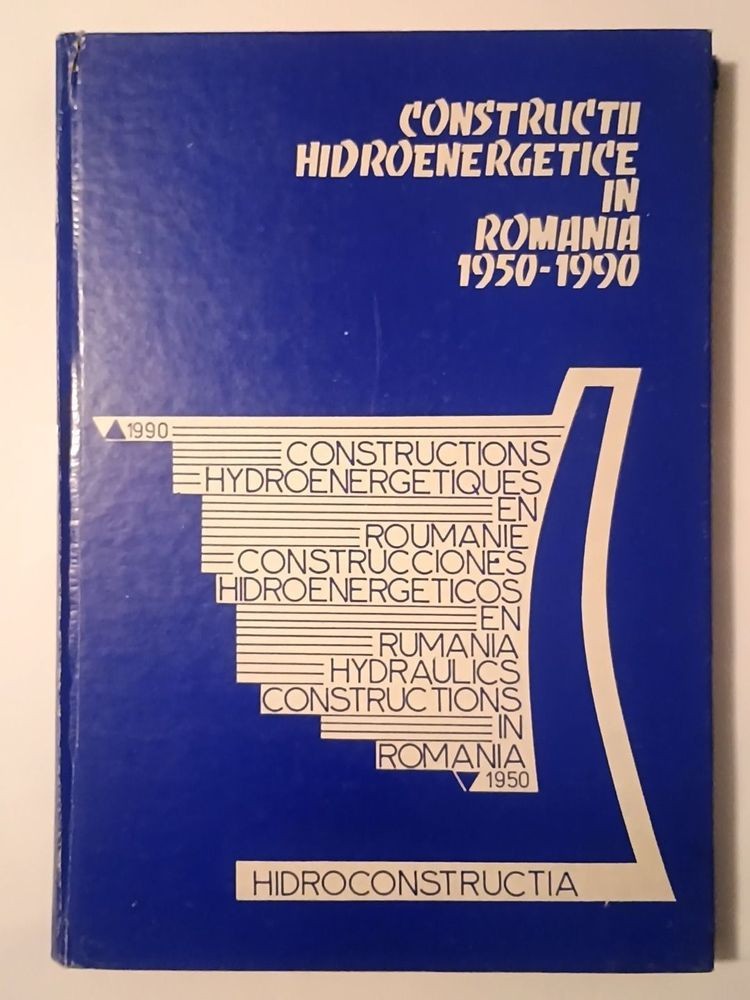 CONSTRUCTII
HIDROENERGETICE
IN
ROMANIA
1950-1990
1990
CONSTRUCTIONS
HYDROENERGETIQUES
EN
ROUMANIE
CONSTRUCCIONES
HIDROENERGETICOS
EN
RUMANIA
HYDRAULICS
CONSTRUCTIONS
IN
ROMANIA
1950
HIDROCONSTRUCTIA